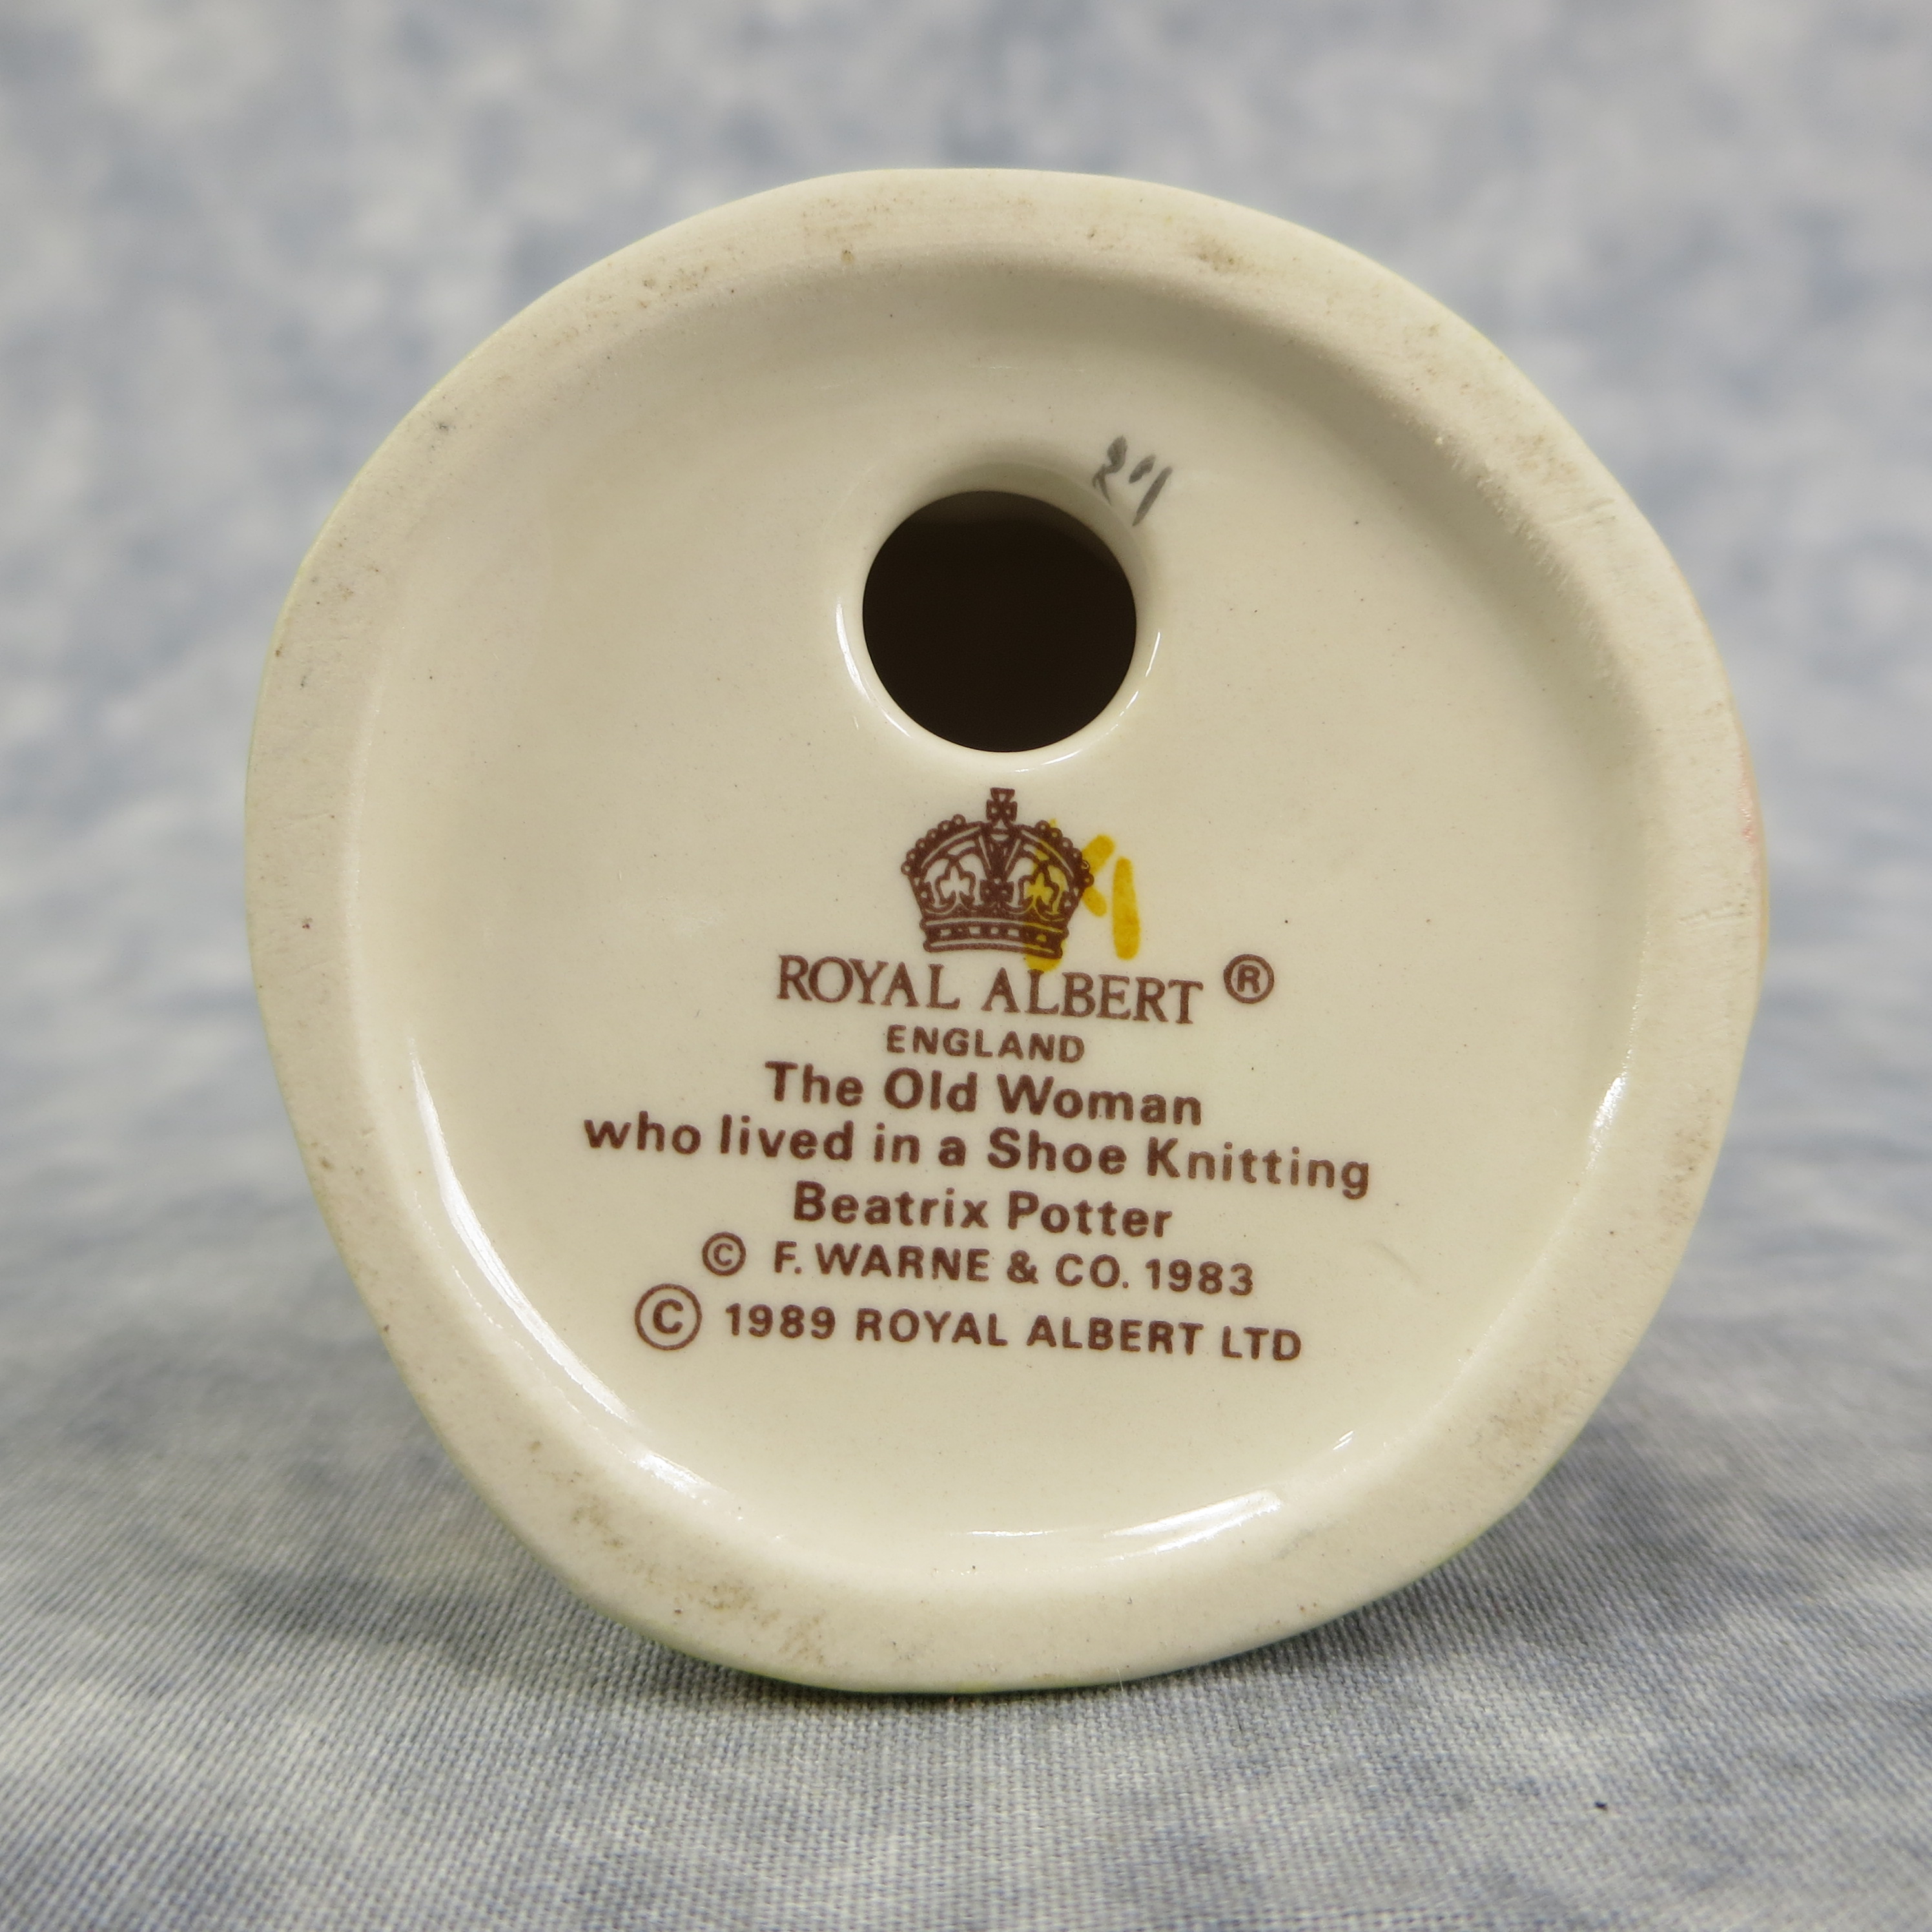 ROYAL ALBERT ®
ENGLAND
The Old Woman
who lived in a Shoe Knitting
Beatrix Potter
© F. WARNE & CO. 1983
© 1989 ROYAL ALBERT LTD